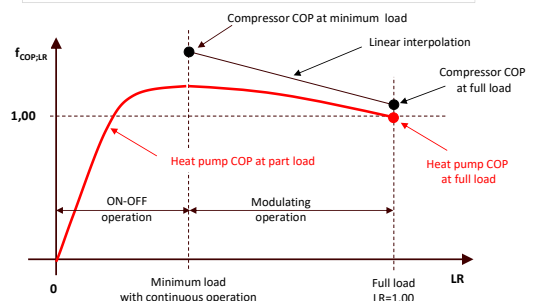 Compressor COP at minimum load
f_COP;LR
Linear interpolation
Compressor COP
at full load
1,00
Heat pump COP at part load
Heat pump COP
at full load
ON-OFF
operation
Modulating
operation
0
LR
Minimum load
with continuous operation
Full load
LR=1.00